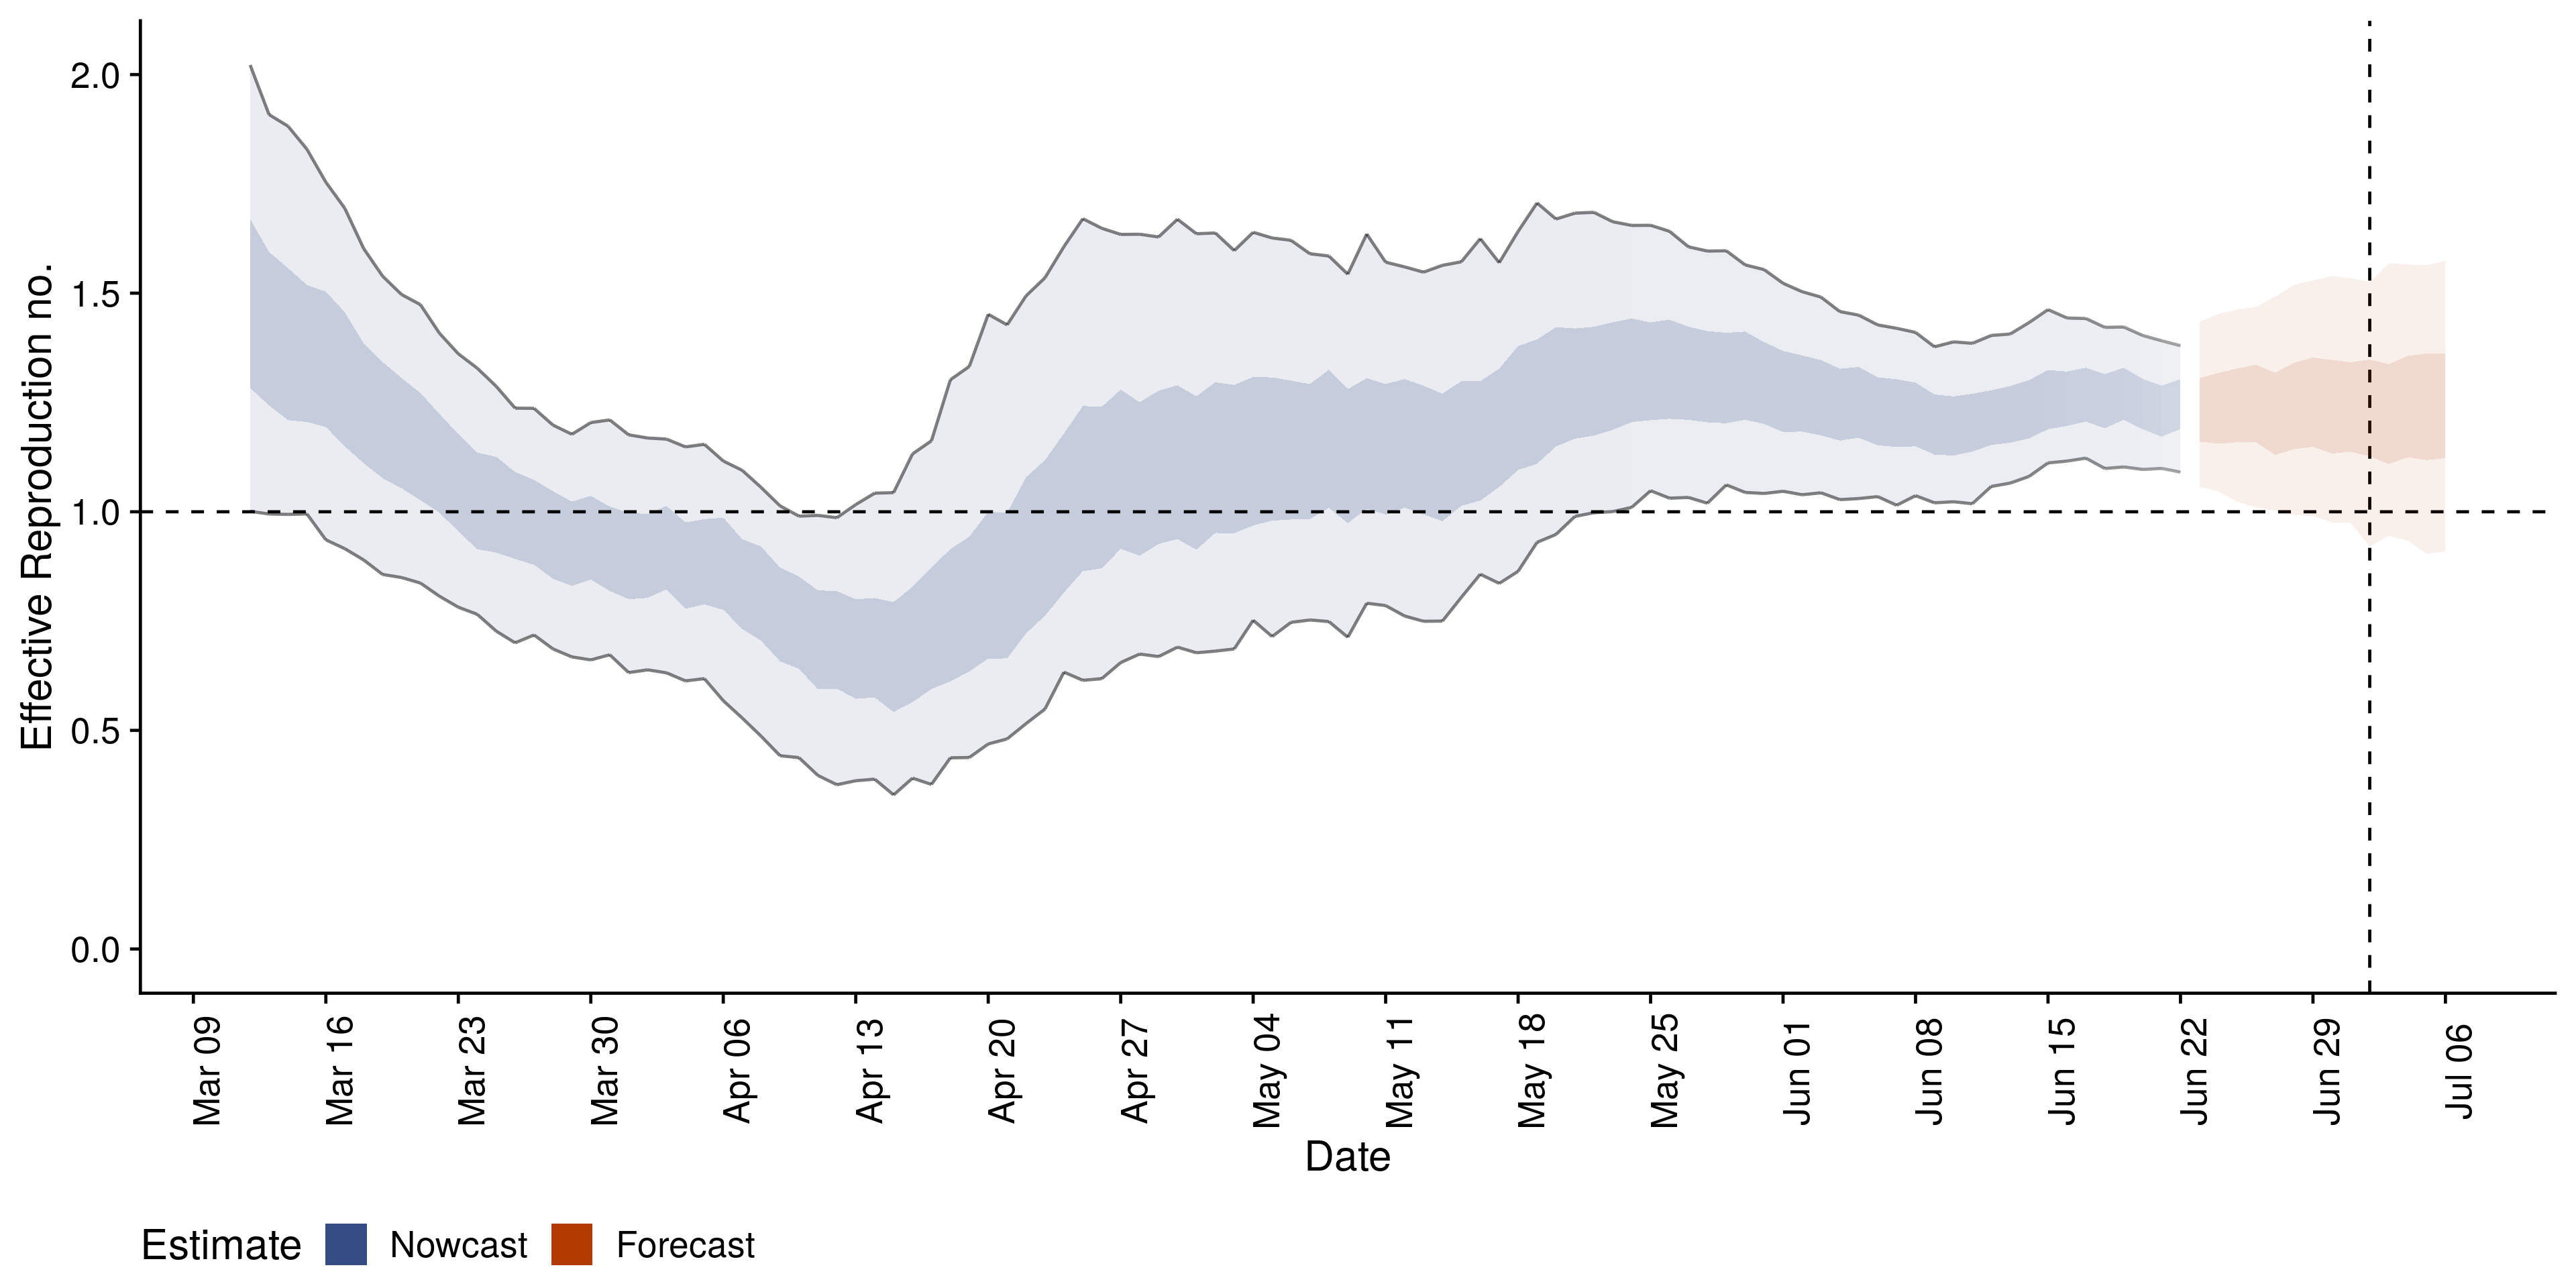 Effective Reproduction no.
2.0
1.5
1.0
0.5
0.0
Mar 09
Mar 16
Mar 23
Mar 30
Apr 06
Apr 13
Apr 20
Apr 27
May 04
May 11
May 18
May 25
Jun 01
Jun 08
Jun 15
Jun 22
Jun 29
Jul 06
Date
Estimate Nowcast Forecast